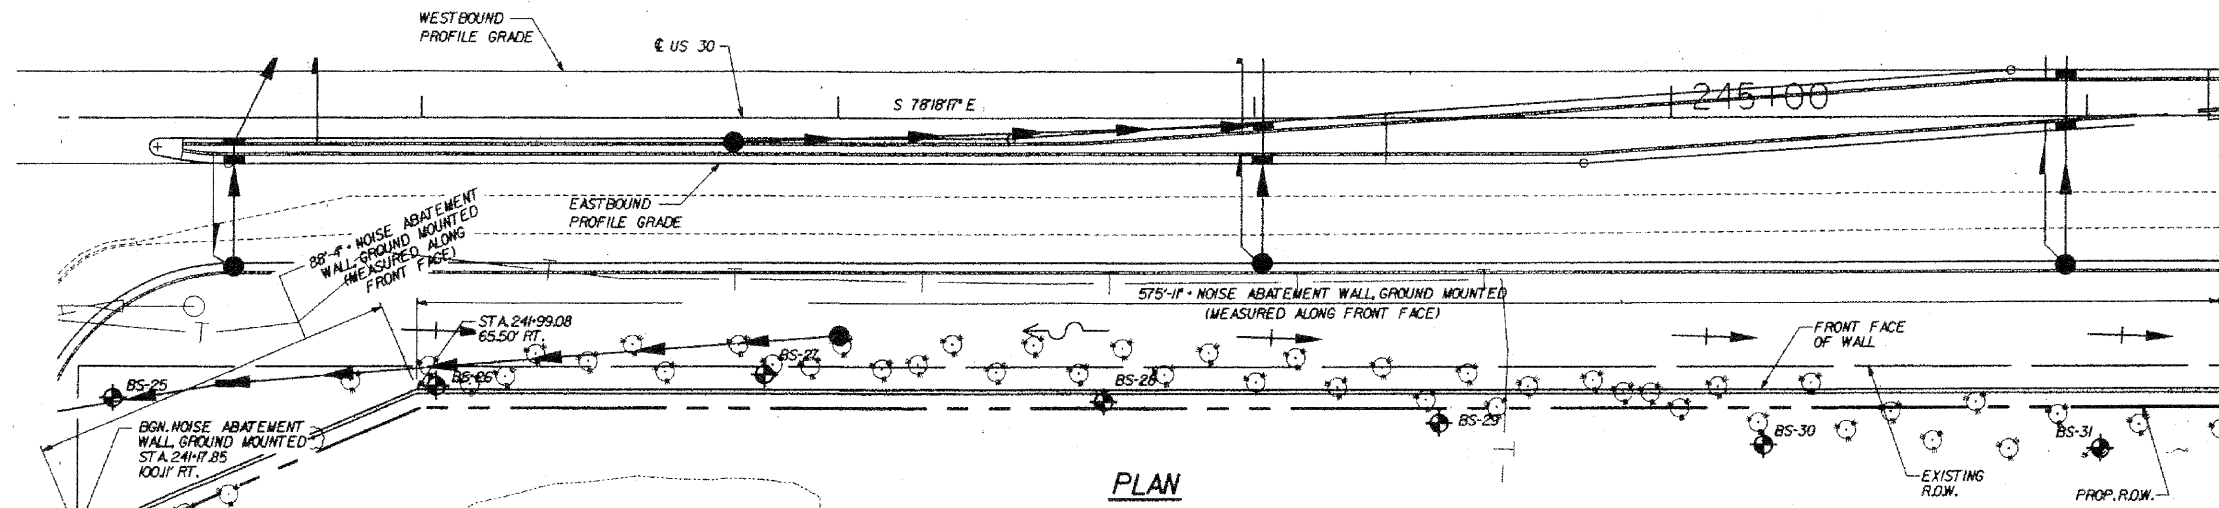 WESTBOUND
PROFILE GRADE
℄ US 30
S 78°18'17" E
245+00
EASTBOUND
PROFILE GRADE
88'-4" • NOISE ABATEMENT
WALL, GROUND MOUNTED
(MEASURED ALONG
FRONT FACE)
575'-11" • NOISE ABATEMENT WALL, GROUND MOUNTED
(MEASURED ALONG FRONT FACE)
STA. 241+99.08
65.50' RT.
FRONT FACE
OF WALL
BS-25
BS-26
BS-27
BS-28
BS-29
BS-30
BS-31
BGN. NOISE ABATEMENT
WALL, GROUND MOUNTED
STA. 241+17.85
100.11' RT.
PLAN
EXISTING
R.O.W.
PROP. R.O.W.